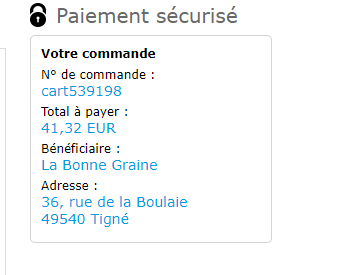 Paiement sécurisé
Votre commande
N° de commande :
cart539198
Total à payer :
41,32 EUR
Bénéficiaire :
La Bonne Graine
Adresse :
36, rue de la Boulaie
49540 Tigné